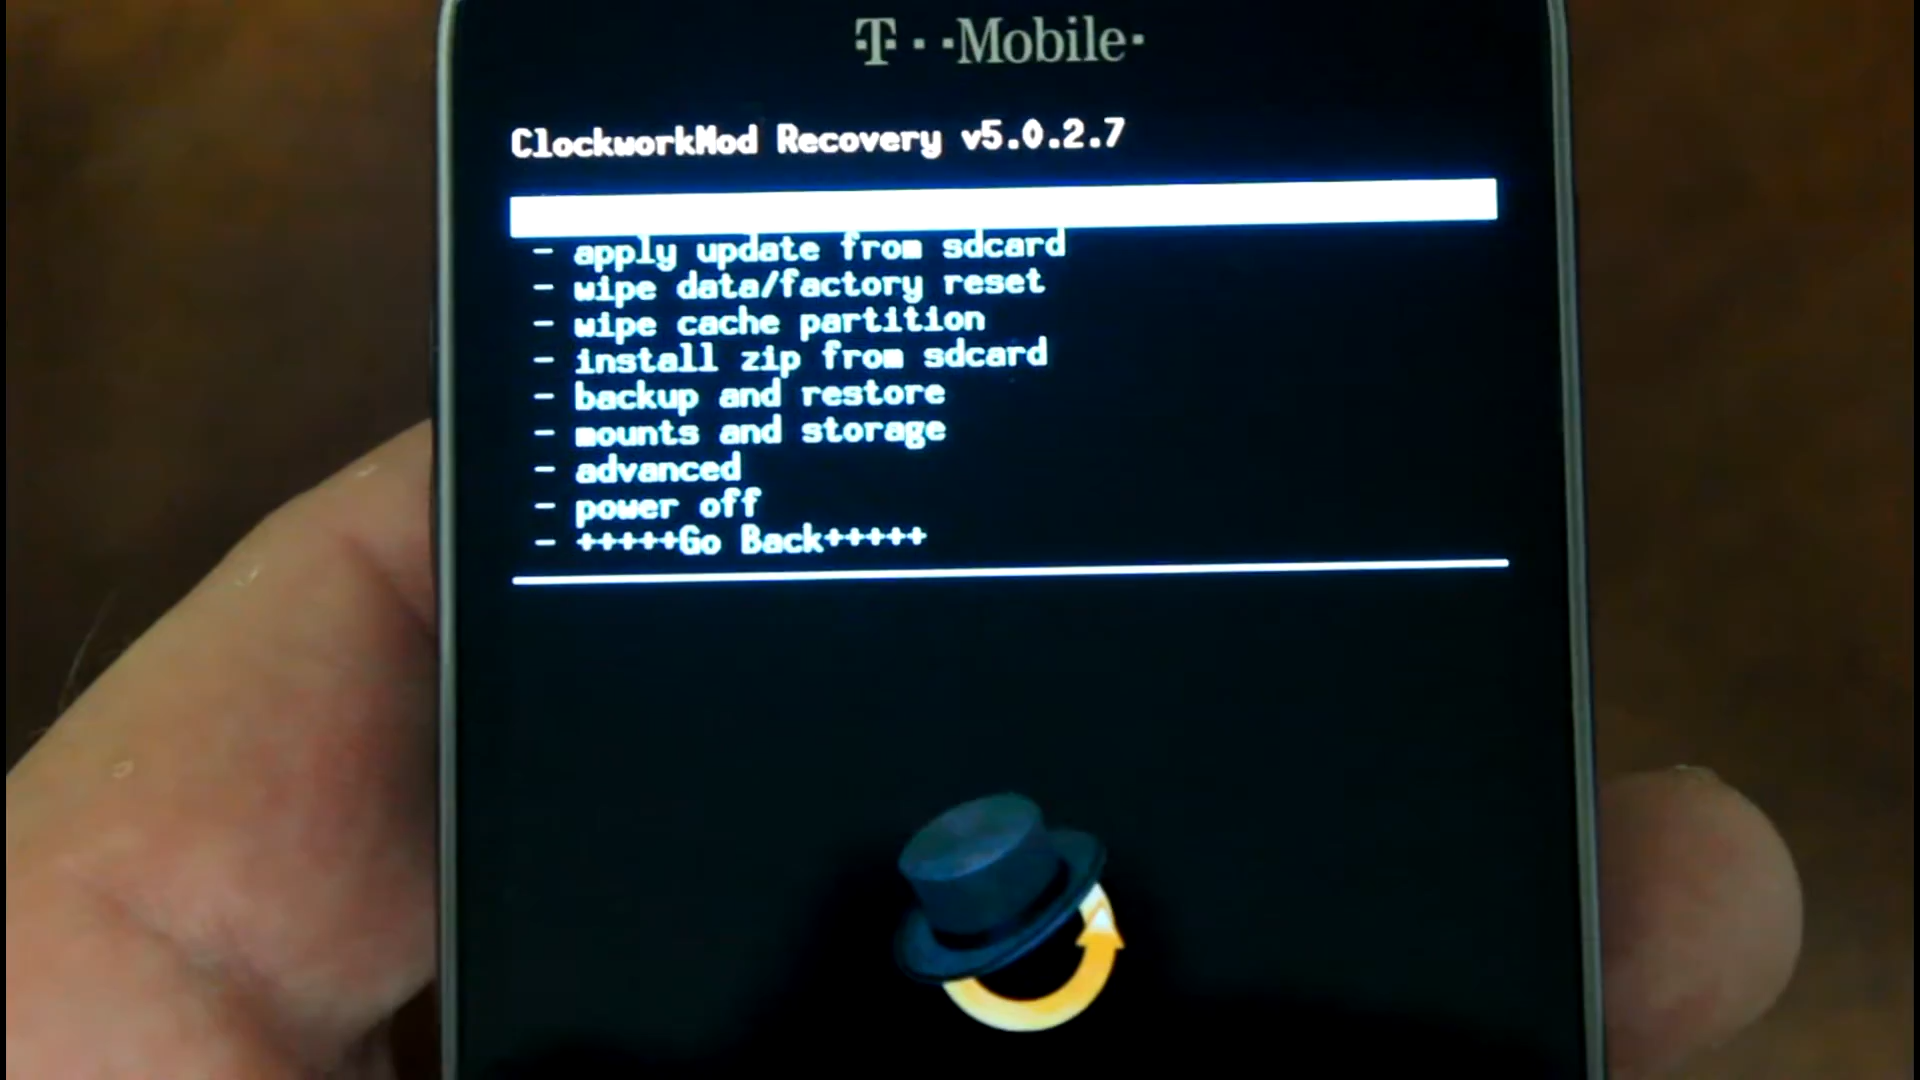 T··Mobile·
ClockworkMod Recovery v5.0.2.7
- apply update from sdcard
- wipe data/factory reset
- wipe cache partition
- install zip from sdcard
- backup and restore
- mounts and storage
- advanced
- power off
- +++++Go Back+++++